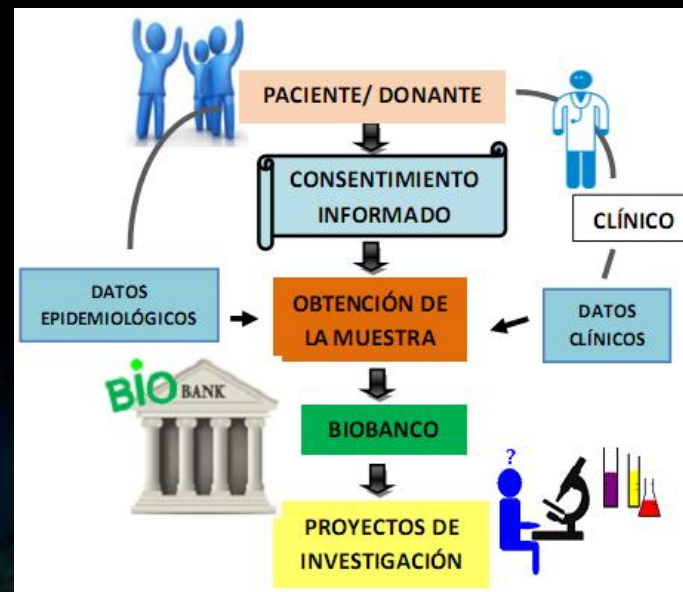 PACIENTE/ DONANTE
CONSENTIMIENTO
INFORMADO
CLÍNICO
DATOS
EPIDEMIOLÓGICOS
OBTENCIÓN DE
LA MUESTRA
DATOS
CLÍNICOS
BIO BANK
BIOBANCO
?
PROYECTOS DE
INVESTIGACIÓN